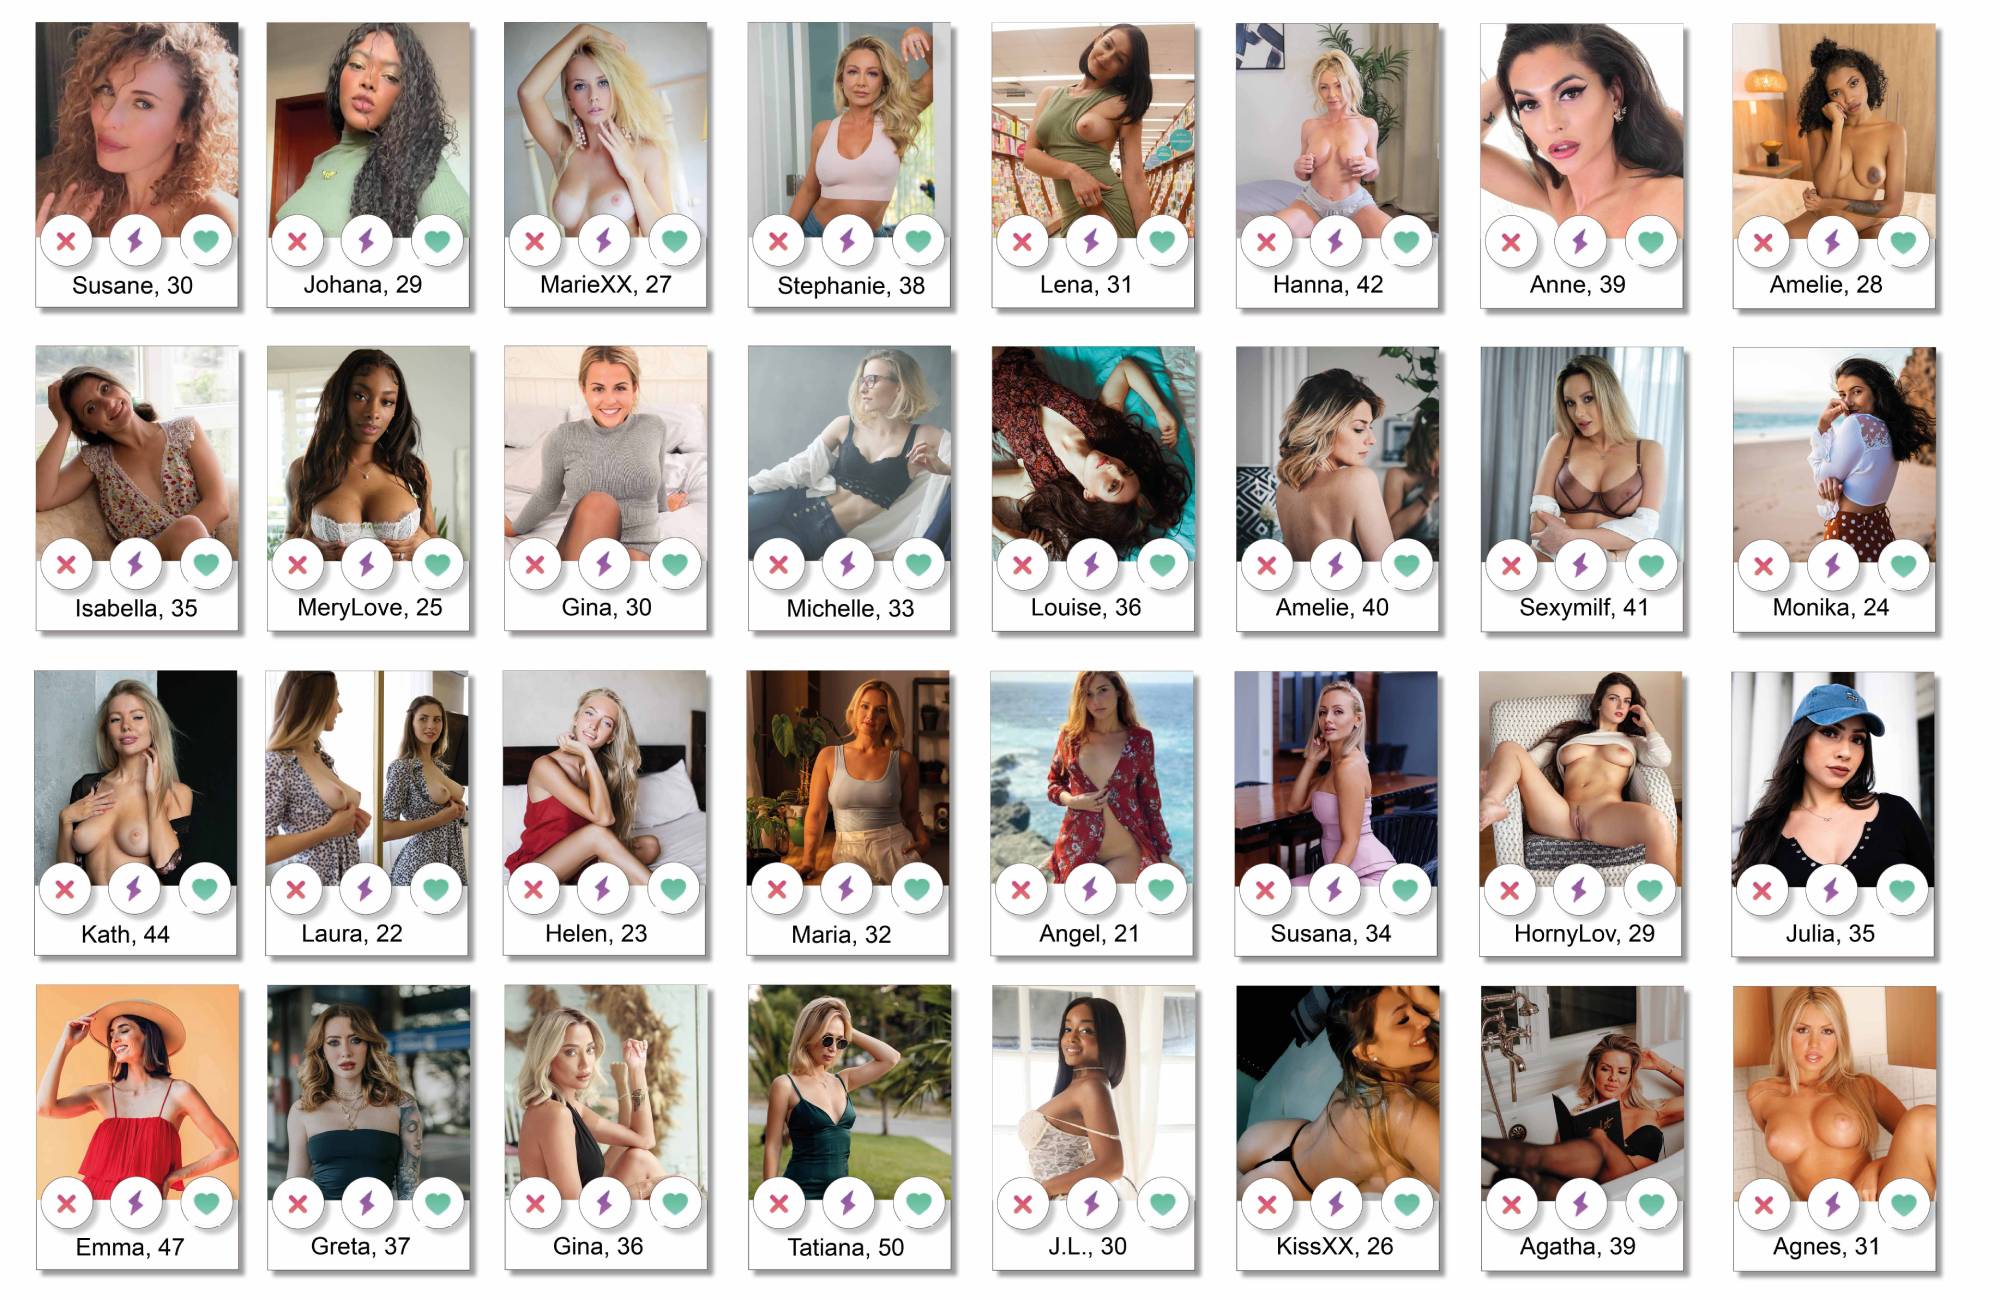 Susane, 30
Johana, 29
MarieXX, 27
Stephanie, 38
Lena, 31
Hanna, 42
Anne, 39
Amelie, 28
Isabella, 35
MeryLove, 25
Gina, 30
Michelle, 33
Louise, 36
Amelie, 40
Sexymilf, 41
Monika, 24
Kath, 44
Laura, 22
Helen, 23
Maria, 32
Angel, 21
Susana, 34
HornyLov, 29
Julia, 35
Emma, 47
Greta, 37
Gina, 36
Tatiana, 50
J.L., 30
KissXX, 26
Agatha, 39
Agnes, 31